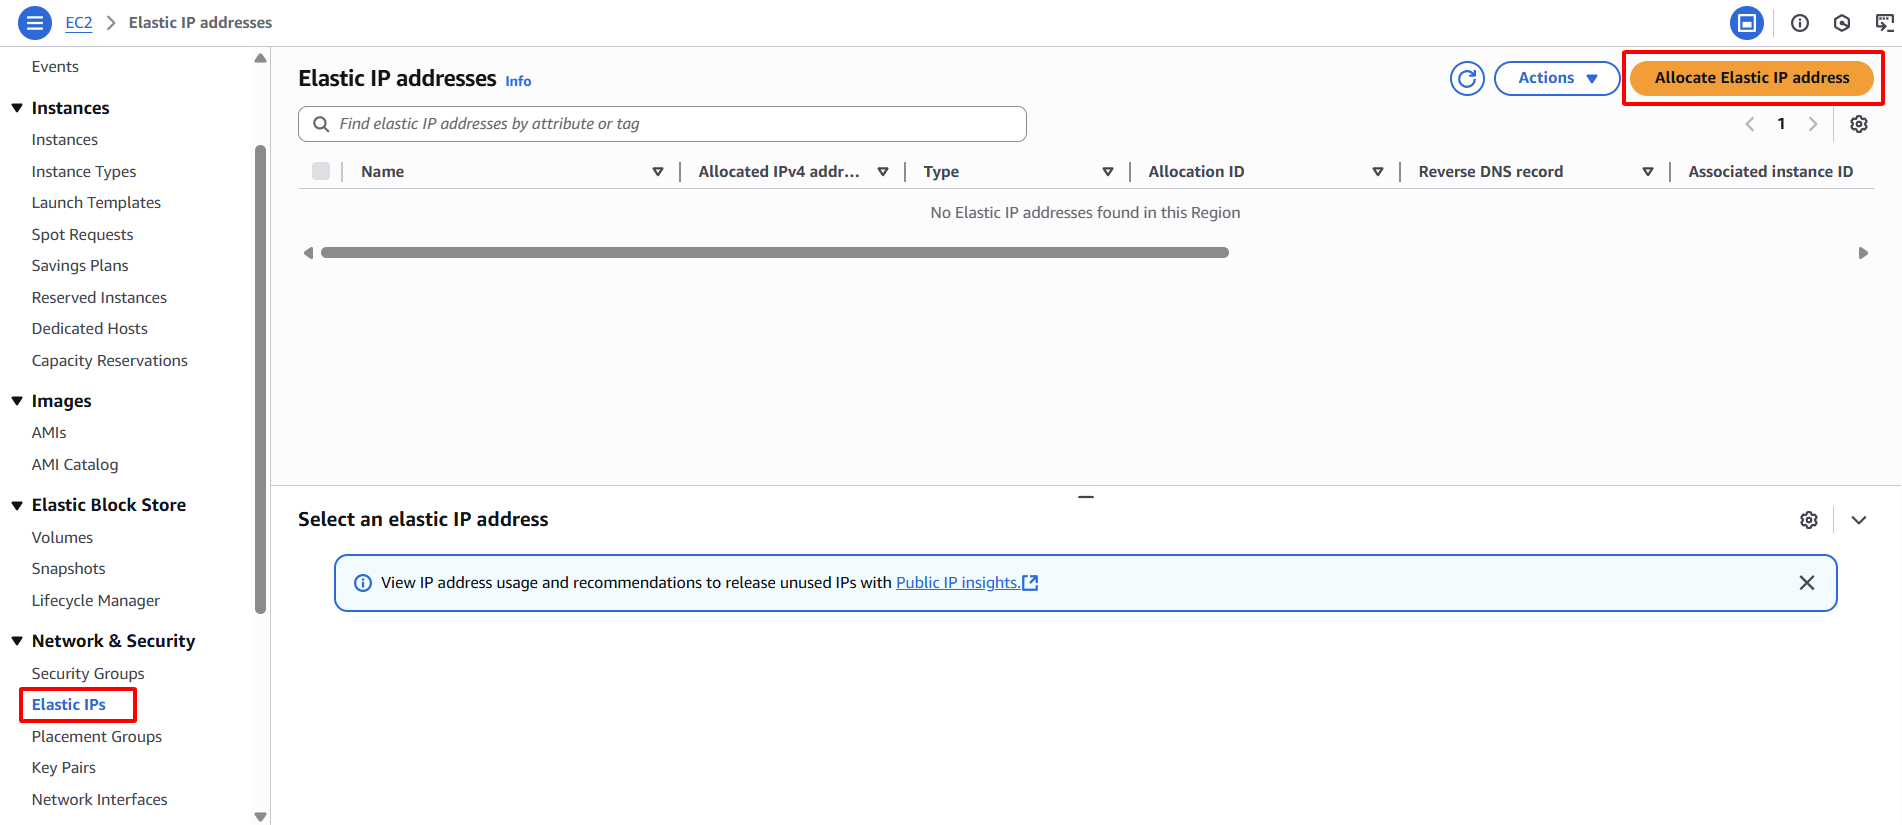 EC2 > Elastic IP addresses
Events
Instances
Instances
Instance Types
Launch Templates
Spot Requests
Savings Plans
Reserved Instances
Dedicated Hosts
Capacity Reservations
Images
AMIs
AMI Catalog
Elastic Block Store
Volumes
Snapshots
Lifecycle Manager
Network & Security
Security Groups
Elastic IPs
Placement Groups
Key Pairs
Network Interfaces
Elastic IP addresses Info
Actions
Allocate Elastic IP address
Find elastic IP addresses by attribute or tag
1
Name Allocated IPv4 addr... Type Allocation ID Reverse DNS record Associated instance ID
No Elastic IP addresses found in this Region
Select an elastic IP address
View IP address usage and recommendations to release unused IPs with Public IP insights.